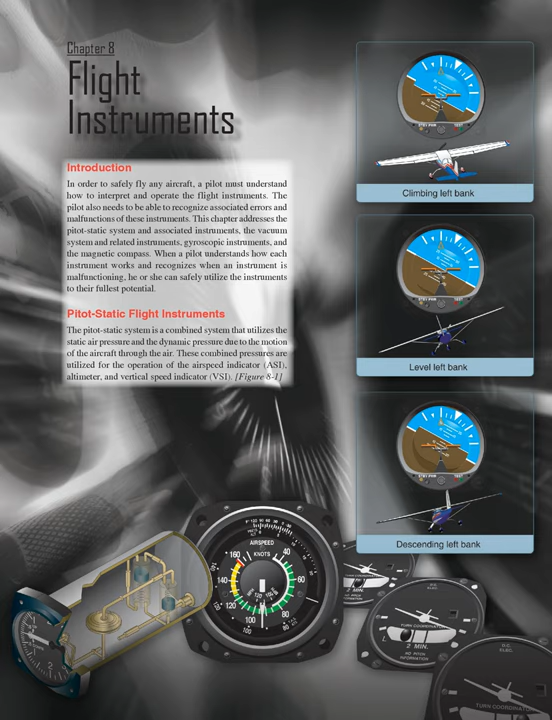 Chapter 8
Flight
Instruments
Introduction
In order to safely fly any aircraft, a pilot must understand
how to interpret and operate the flight instruments. The
pilot also needs to be able to recognize associated errors and
malfunctions of these instruments. This chapter addresses the
pitot-static system and associated instruments, the vacuum
system and related instruments, gyroscopic instruments, and
the magnetic compass. When a pilot understands how each
instrument works and recognizes when an instrument is
malfunctioning, he or she can safely utilize the instruments
to their fullest potential.
Pitot-Static Flight Instruments
The pitot-static system is a combined system that utilizes the
static air pressure and the dynamic pressure due to the motion
of the aircraft through the air. These combined pressures are
utilized for the operation of the airspeed indicator (ASI),
altimeter, and vertical speed indicator (VSI). [Figure 8-1]
Climbing left bank
Level left bank
Descending left bank
AIRSPEED
KNOTS
160
40
140
60
120
100
80
2 MIN.
TURN COORDINATOR
L
2 MIN.
NO PITCH
INFORMATION
TURN COORDINATOR